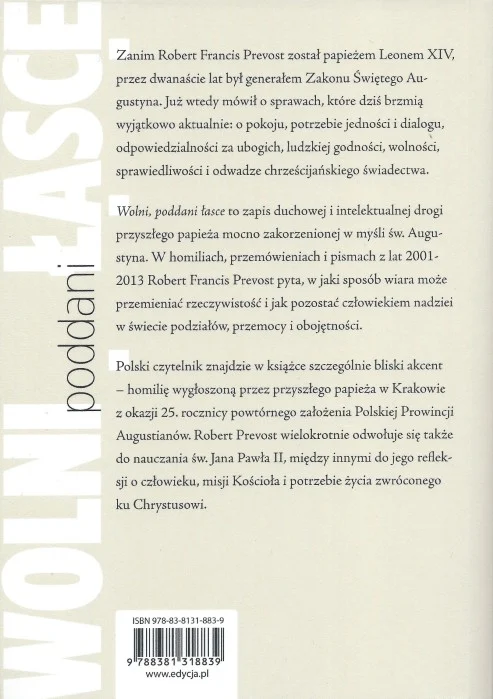 WOLNI poddani ŁASCE
Zanim Robert Francis Prevost został papieżem Leonem XIV,
przez dwanaście lat był generałem Zakonu Świętego Au-
gustyna. Już wtedy mówił o sprawach, które dziś brzmią
wyjątkowo aktualnie: o pokoju, potrzebie jedności i dialogu,
odpowiedzialności za ubogich, ludzkiej godności, wolności,
sprawiedliwości i odwadze chrześcijańskiego świadectwa.
Wolni, poddani łasce to zapis duchowej i intelektualnej drogi
przyszłego papieża mocno zakorzenionej w myśli św. Augu-
styna. W homiliach, przemówieniach i pismach z lat 2001-
2013 Robert Francis Prevost pyta, w jaki sposób wiara może
przemieniać rzeczywistość i jak pozostać człowiekiem nadziei
w świecie podziałów, przemocy i obojętności.
Polski czytelnik znajdzie w książce szczególnie bliski akcent
– homilię wygłoszoną przez przyszłego papieża w Krakowie
z okazji 25. rocznicy powtórnego założenia Polskiej Prowincji
Augustianów. Robert Prevost wielokrotnie odwołuje się także
do nauczania św. Jana Pawła II, między innymi do jego reflek-
sji o człowieku, misji Kościoła i potrzebie życia zwróconego
ku Chrystusowi.
ISBN 978-83-8131-883-9
9 788381 318839
www.edycja.pl